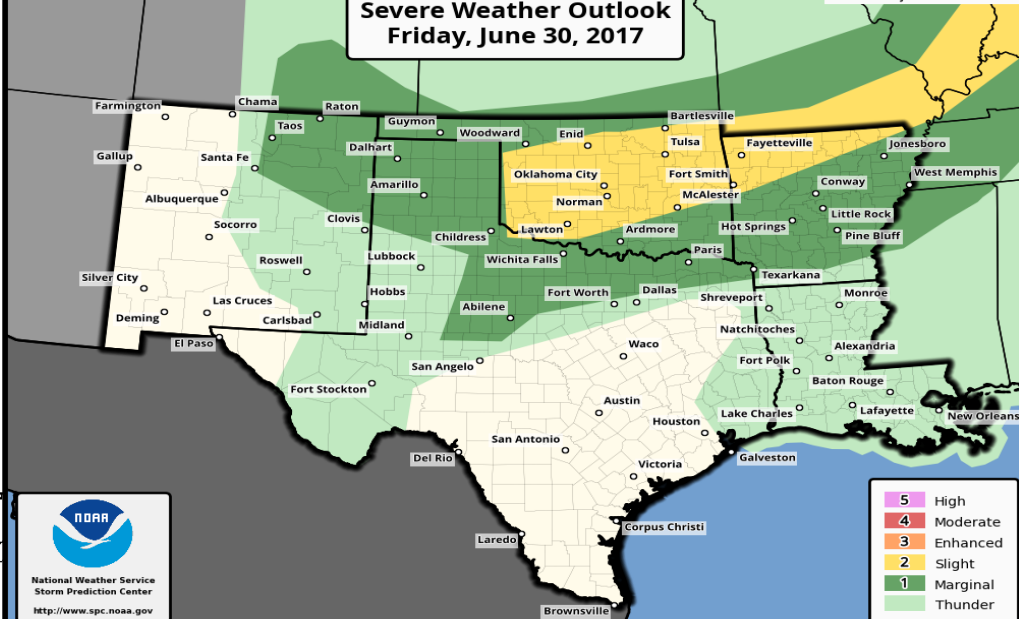 Severe Weather Outlook
Friday, June 30, 2017
Farmington
Chama
Raton
Taos
Guymon
Woodward
Enid
Bartlesville
Gallup
Santa Fe
Dalhart
Tulsa
Fayetteville
Jonesboro
Albuquerque
Amarillo
Oklahoma City
Fort Smith
Conway
West Memphis
Norman
McAlester
Socorro
Clovis
Childress
Lawton
Ardmore
Hot Springs
Little Rock
Pine Bluff
Roswell
Lubbock
Wichita Falls
Paris
Texarkana
Silver City
Las Cruces
Hobbs
Abilene
Fort Worth
Dallas
Shreveport
Monroe
Deming
Carlsbad
Midland
Natchitoches
El Paso
San Angelo
Waco
Fort Polk
Alexandria
Fort Stockton
Austin
Baton Rouge
Houston
Lake Charles
Lafayette
New Orleans
San Antonio
Del Rio
Victoria
Galveston
Laredo
Corpus Christi
Brownsville
NOAA
National Weather Service
Storm Prediction Center
http://www.spc.noaa.gov
5 High
4 Moderate
3 Enhanced
2 Slight
1 Marginal
Thunder